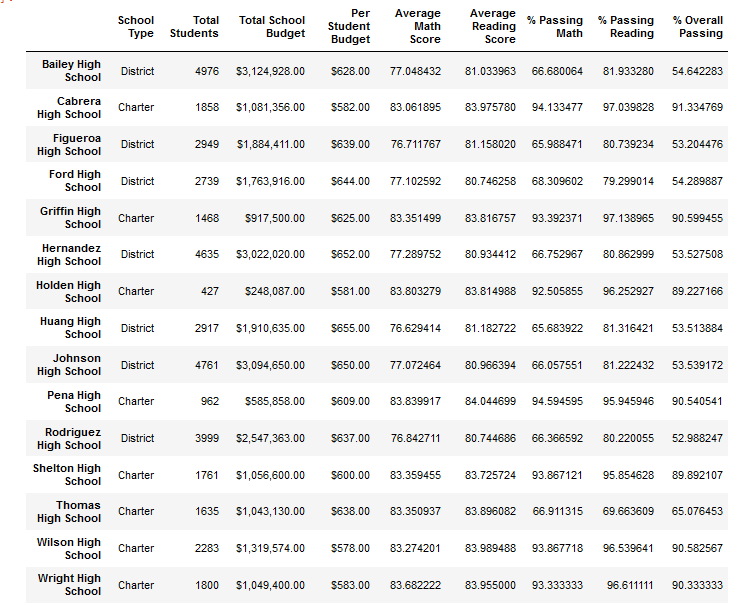 School Type Total Students Total School Budget Per Student Budget Average Math Score Average Reading Score % Passing Math % Passing Reading % Overall Passing
Bailey High School District 4976 $3,124,928.00 $628.00 77.048432 81.033963 66.680064 81.933280 54.642283
Cabrera High School Charter 1858 $1,081,356.00 $582.00 83.061895 83.975780 94.133477 97.039828 91.334769
Figueroa High School District 2949 $1,884,411.00 $639.00 76.711767 81.158020 65.988471 80.739234 53.204476
Ford High School District 2739 $1,763,916.00 $644.00 77.102592 80.746258 68.309602 79.299014 54.289887
Griffin High School Charter 1468 $917,500.00 $625.00 83.351499 83.816757 93.392371 97.138965 90.599455
Hernandez High School District 4635 $3,022,020.00 $652.00 77.289752 80.934412 66.752967 80.862999 53.527508
Holden High School Charter 427 $248,087.00 $581.00 83.803279 83.814988 92.505855 96.252927 89.227166
Huang High School District 2917 $1,910,635.00 $655.00 76.629414 81.182722 65.683922 81.316421 53.513884
Johnson High School District 4761 $3,094,650.00 $650.00 77.072464 80.966394 66.057551 81.222432 53.539172
Pena High School Charter 962 $585,858.00 $609.00 83.839917 84.044699 94.594595 95.945946 90.540541
Rodriguez High School District 3999 $2,547,363.00 $637.00 76.842711 80.744686 66.366592 80.220055 52.988247
Shelton High School Charter 1761 $1,056,600.00 $600.00 83.359455 83.725724 93.867121 95.854628 89.892107
Thomas High School Charter 1635 $1,043,130.00 $638.00 83.350937 83.896082 66.911315 69.663609 65.076453
Wilson High School Charter 2283 $1,319,574.00 $578.00 83.274201 83.989488 93.867718 96.539641 90.582567
Wright High School Charter 1800 $1,049,400.00 $583.00 83.682222 83.955000 93.333333 96.611111 90.333333